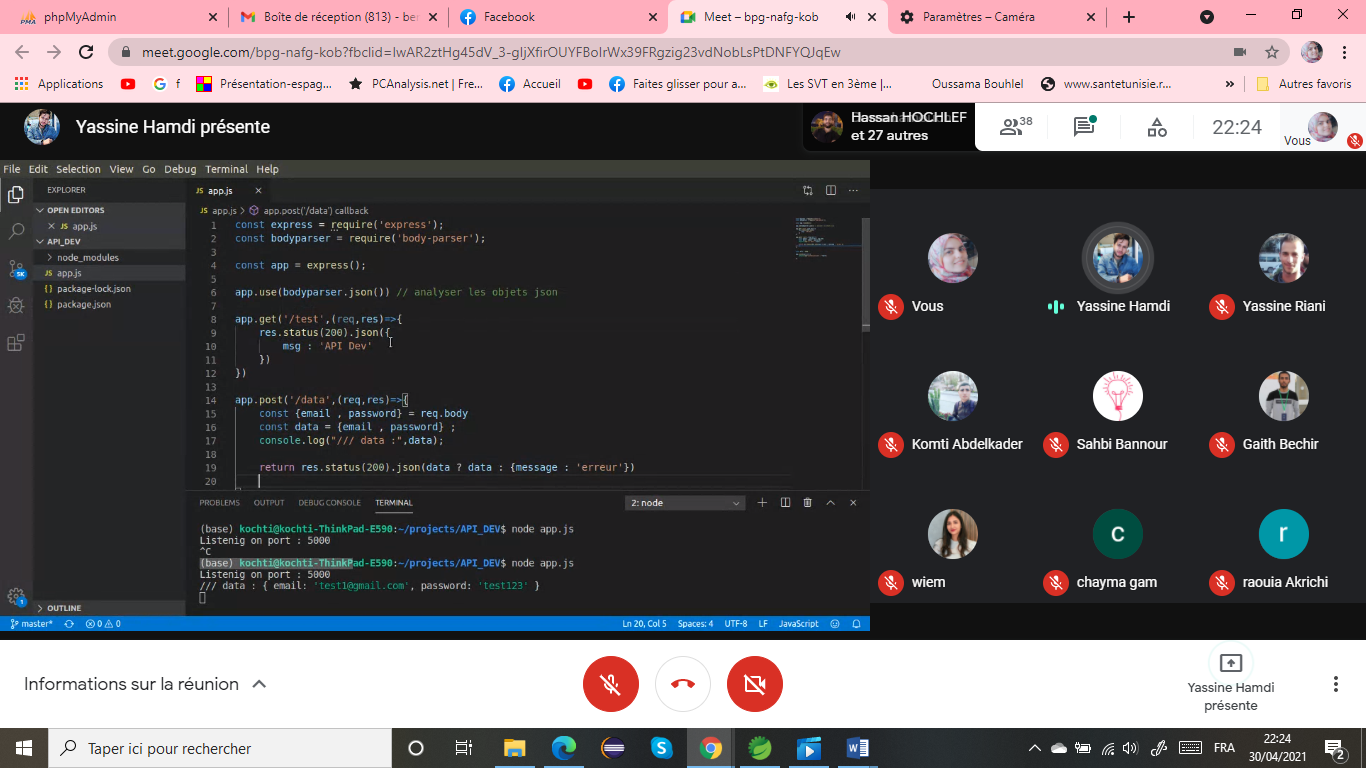 phpMyAdmin
Boîte de réception (813) - ber
Facebook
Meet – bpg-nafg-kob
Paramètres – Caméra
meet.google.com/bpg-nafg-kob?fbclid=IwAR2ztHg45dV_3-gIjXfirOUYFBoIrWx39FRgzig23vdNobLsPtDNFYQJqEw
Applications
f
Présentation-espag...
PCAnalysis.net | Fre...
Accueil
Faites glisser pour a...
Les SVT en 3ème |...
Oussama Bouhlel
www.santetunisie.r...
»
Autres favoris
Yassine Hamdi présente
Hassan HOCHLEF
et 27 autres
38
22:24
Vous
File Edit Selection View Go Debug Terminal Help
EXPLORER
OPEN EDITORS
JS app.js
API_DEV
node_modules
JS app.js
package-lock.json
package.json
OUTLINE
5K
1
JS app.js
JS app.js > app.post('/data') callback
1 const express = require('express');
2 const bodyparser = require('body-parser');
3
4 const app = express();
5
6 app.use(bodyparser.json()) // analyser les objets json
7
8 app.get('/test',(req,res)=>{
9 res.status(200).json({
10 msg : 'API Dev'
11 })
12 })
13
14 app.post('/data',(req,res)=>{
15 const {email , password} = req.body
16 const data = {email , password} ;
17 console.log("/// data :",data);
18
19 return res.status(200).json(data ? data : {message : 'erreur'})
20
PROBLEMS OUTPUT DEBUG CONSOLE TERMINAL 2: node
(base) kochti@kochti-ThinkPad-E590:~/projects/API_DEV$ node app.js
Listenig on port : 5000
^C
(base) kochti@kochti-ThinkPad-E590:~/projects/API_DEV$ node app.js
Listenig on port : 5000
/// data : { email: 'test1@gmail.com', password: 'test123' }
master* 0 0 Ln 20, Col 5 Spaces: 4 UTF-8 LF JavaScript
Vous
Yassine Hamdi
Yassine Riani
Komti Abdelkader
Sahbi Bannour
Gaith Bechir
c
r
wiem
chayma gam
raouia Akrichi
Informations sur la réunion
Yassine Hamdi
présente
Taper ici pour rechercher
FRA
22:24
30/04/2021
2